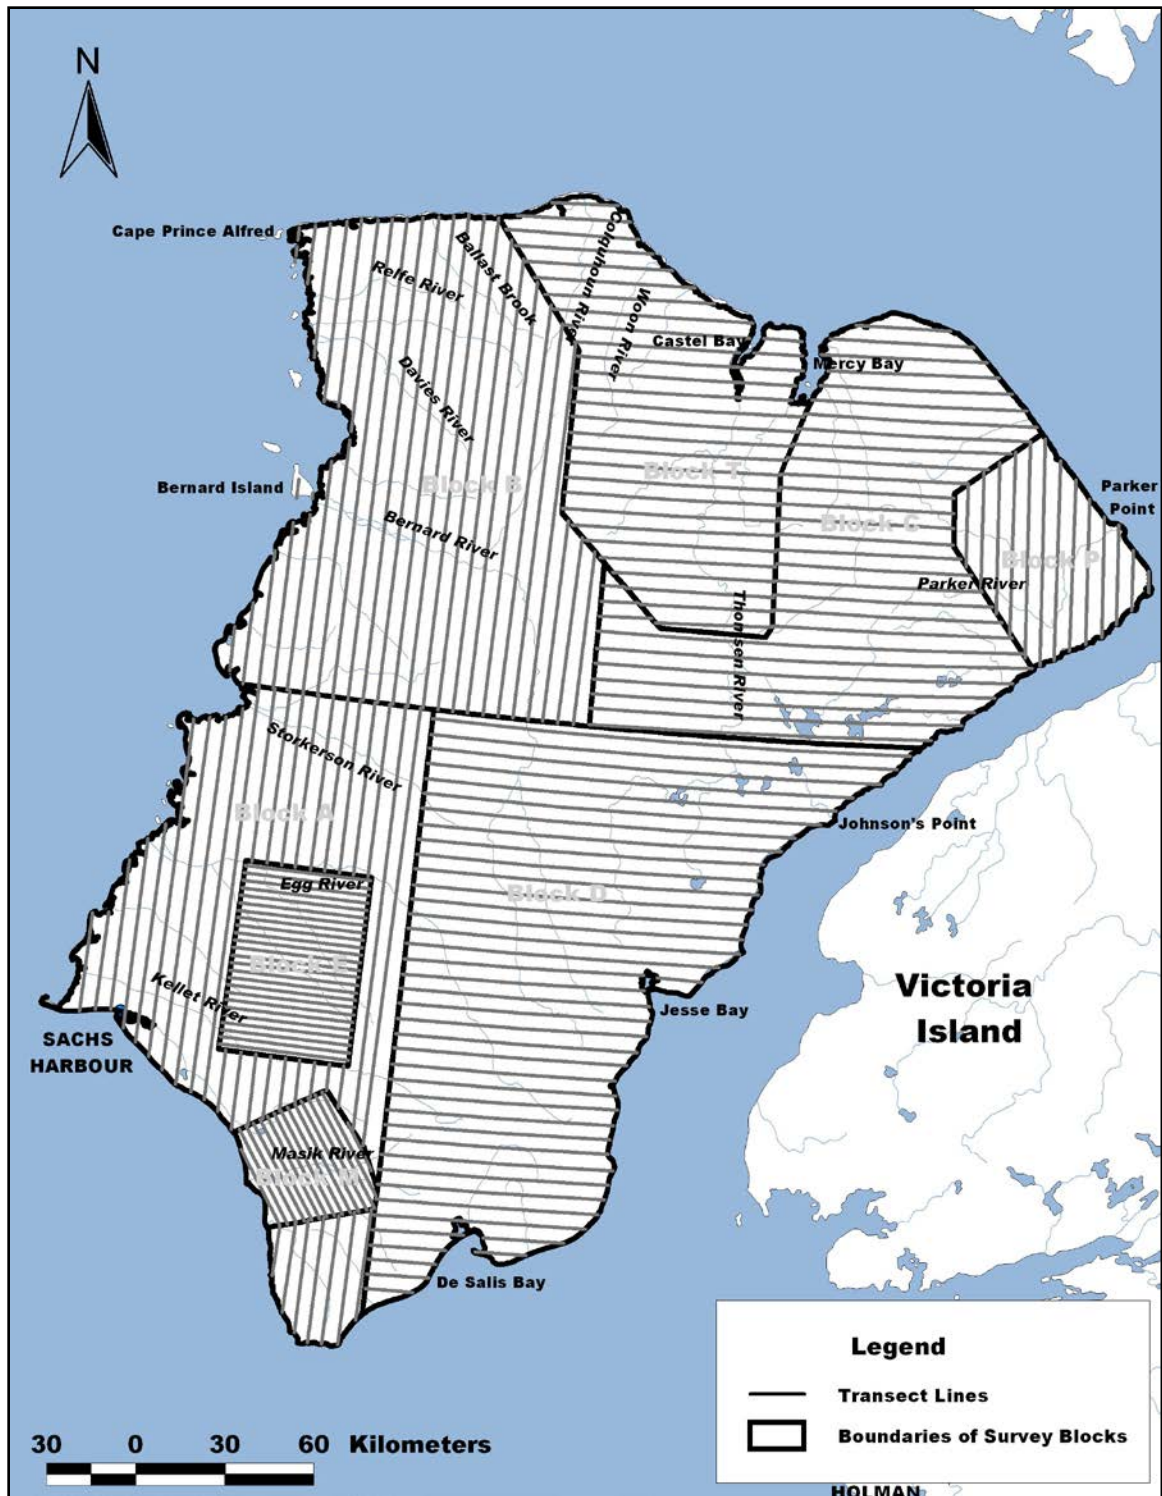 N
Cape Prince Alfred
Relfe River
Ballast Brook
Colquhoun River
Woon River
Castel Bay
Mercy Bay
Davies River
Block B
Block T
Bernard Island
Bernard River
Block C
Parker
Point
Block P
Parker River
Thomsen River
Storkerson River
Block A
Johnson's Point
Egg River
Block D
Block E
Kellet River
Victoria
Island
Jesse Bay
SACHS
HARBOUR
Masik River
Block M
De Salis Bay
Legend
Transect Lines
Boundaries of Survey Blocks
30 0 30 60 Kilometers
HOLMAN